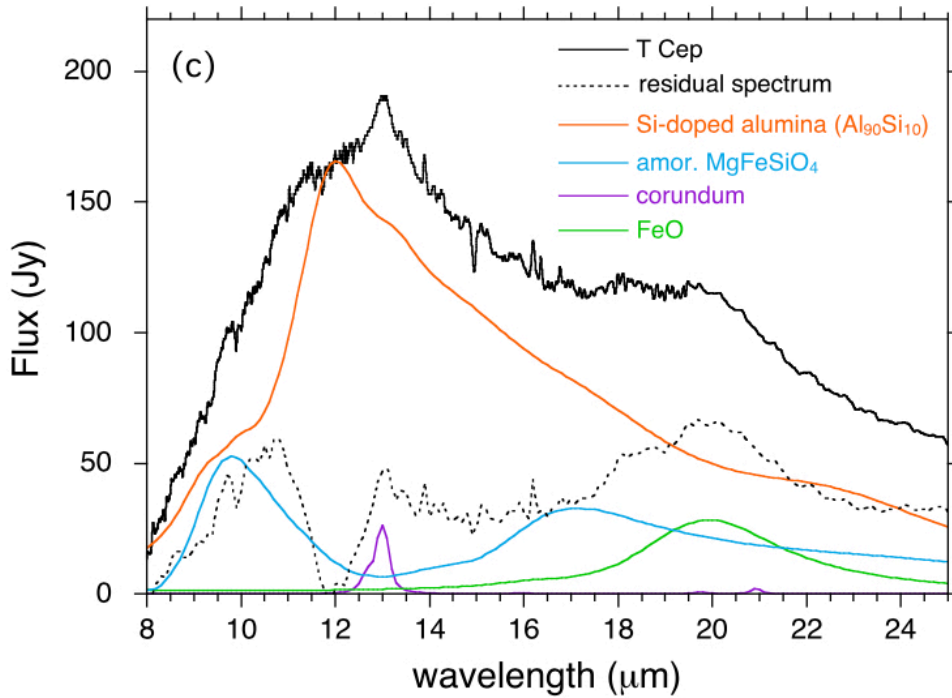 (c)
T Cep
residual spectrum
Si-doped alumina (Al₉₀Si₁₀)
amor. MgFeSiO₄
corundum
FeO
200
150
100
50
0
Flux (Jy)
8 10 12 14 16 18 20 22 24
wavelength (μm)